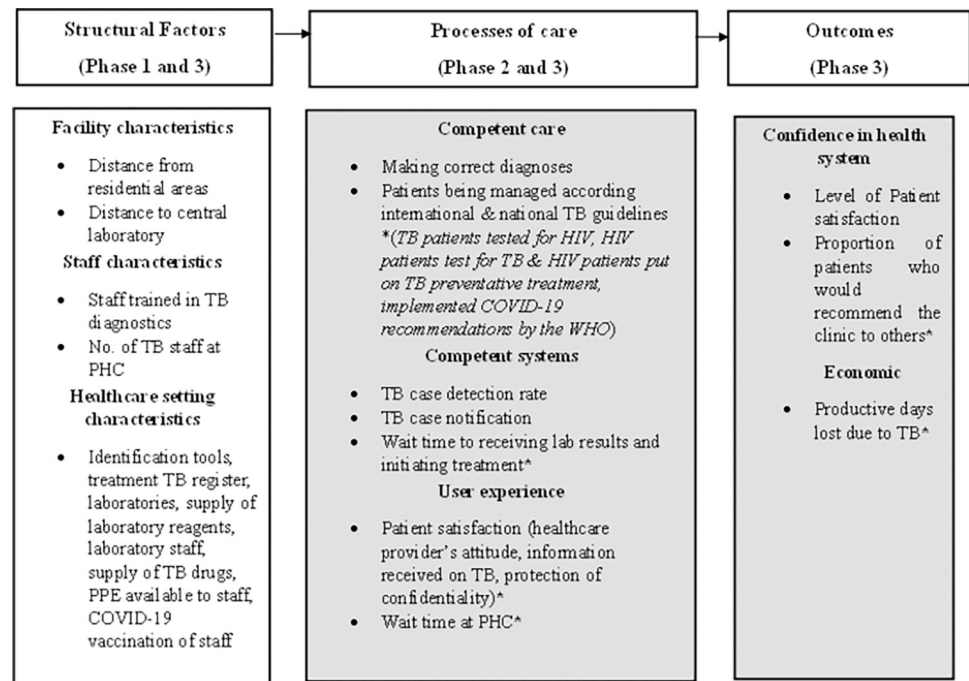 Structural Factors
(Phase 1 and 3)
Processes of care
(Phase 2 and 3)
Outcomes
(Phase 3)
Facility characteristics
• Distance from
residential areas
• Distance to central
laboratory
Staff characteristics
• Staff trained in TB
diagnostics
• No. of TB staff at
PHC
Healthcare setting
characteristics
• Identification tools,
treatment TB register,
laboratories, supply of
laboratory reagents,
laboratory staff,
supply of TB drugs,
PPE available to staff,
COVID-19
vaccination of staff
Competent care
• Making correct diagnoses
• Patients being managed according
international & national TB guidelines
*(TB patients tested for HIV, HIV
patients test for TB & HIV patients put
on TB preventative treatment,
implemented COVID-19
recommendations by the WHO)
Competent systems
• TB case detection rate
• TB case notification
• Wait time to receiving lab results and
initiating treatment*
User experience
• Patient satisfaction (healthcare
provider's attitude, information
received on TB, protection of
confidentiality)*
• Wait time at PHC*
Confidence in health
system
• Level of Patient
satisfaction
• Proportion of
patients who
would
recommend the
clinic to others*
Economic
• Productive days
lost due to TB*